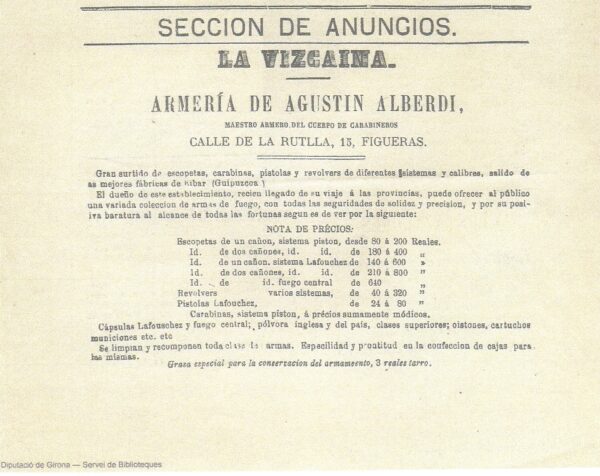 SECCION DE ANUNCIOS.
LA VIZCAINA.
ARMERÍA DE AGUSTIN ALBERDI,
MAESTRO ARMERO DEL CUERPO DE CARABINEROS
CALLE DE LA RUTLLA, 15, FIGUERAS.
Gran surtido de escopetas, carabinas, pistolas y revolvers de diferentes sistemas y calibres, salido de
as mejores fábricas de Eibar (Guipuzcoa)
El dueño de este establecimiento, recien llegado de su viaje á las provincias, puede ofrecer al público
una variada coleccion de armas de fuego, con todas las seguridades de solidez y precision, y por su posi-
iva baratura al alcance de todas las fortunas segun es de ver por la siguiente:
NOTA DE PRÉCIOS.
Escopetas de un cañon, sistema piston, desde 80 á 200 Reales.
Id. de dos cañones, id. id. de 180 á 400 „
Id. de un cañon, sistema Lafouchez de 140 á 600 „
Id. de dos cañones, id. id. de 210 á 800 ”
Id. de id. fuego central de 640 „
Revolvers varios sistemas, de 40 á 320 ”
Pistolas Lafouchez, de 24 á 80 ”
Carabinas, sistema piston, á précios sumamente módicos.
Cápsulas Lafouschez y fuego central; pólvora inglesa y del país, clases superiores; pistones, cartuchos
municiones etc. etc
Se limpian y recomponen toda clase de armas. Especilidad y prontitud en la confeccion de cajas para
las mismas.
Grasa especial para la conservacion del armamento, 3 reales tarro.
Diputació de Girona — Servei de Biblioteques